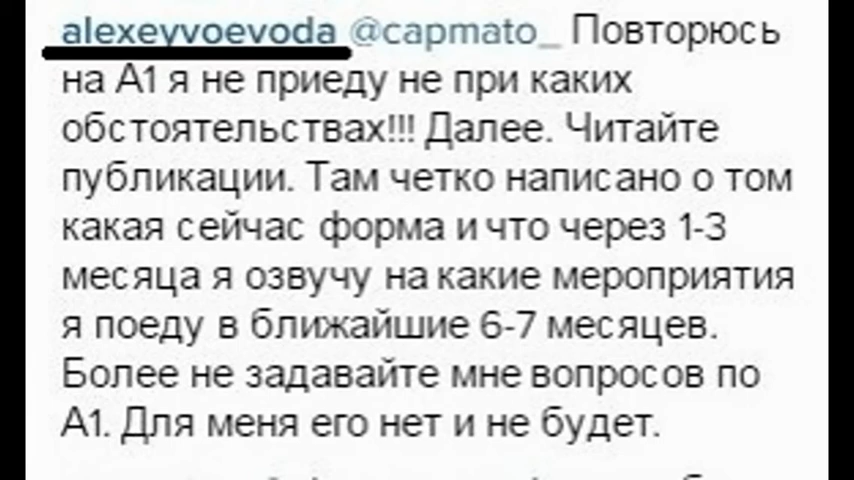 alexeyvoevoda @capmato_ Повторюсь
на А1 я не приеду не при каких
обстоятельствах!!! Далее. Читайте
публикации. Там четко написано о том
какая сейчас форма и что через 1-3
месяца я озвучу на какие мероприятия
я поеду в ближайшие 6-7 месяцев.
Более не задавайте мне вопросов по
А1. Для меня его нет и не будет.